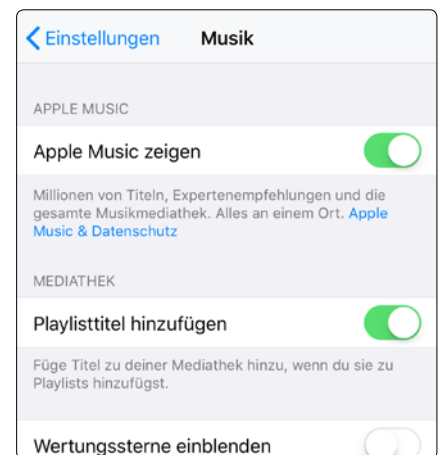 Einstellungen Musik
APPLE MUSIC
Apple Music zeigen
Millionen von Titeln, Expertenempfehlungen und die
gesamte Musikmediathek. Alles an einem Ort. Apple
Music & Datenschutz
MEDIATHEK
Playlisttitel hinzufügen
Füge Titel zu deiner Mediathek hinzu, wenn du sie zu
Playlists hinzufügst.
Wertungssterne einblenden